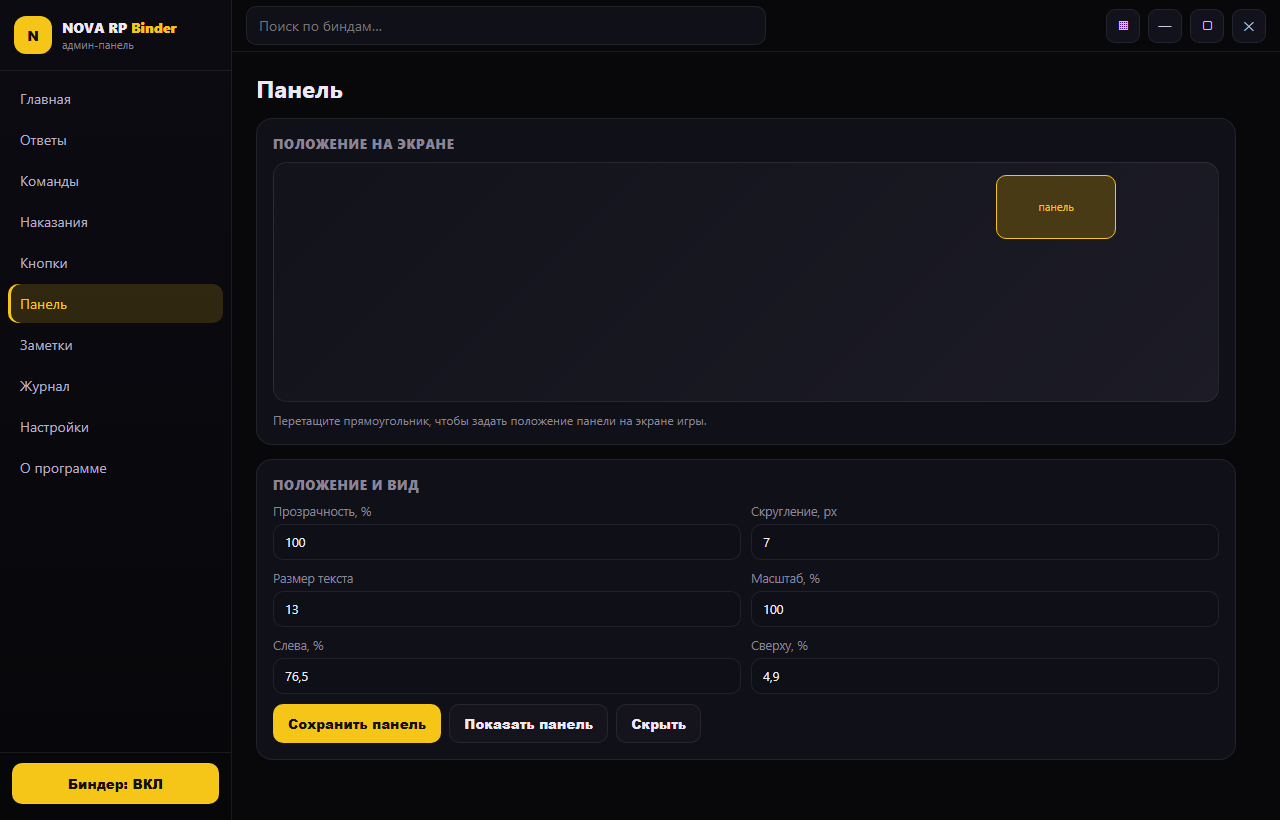 N
NOVA RP Binder
админ-панель
Поиск по биндам...
Главная
Ответы
Команды
Наказания
Кнопки
Панель
Заметки
Журнал
Настройки
О программе
Биндер: ВКЛ
Панель
ПОЛОЖЕНИЕ НА ЭКРАНЕ
панель
Перетащите прямоугольник, чтобы задать положение панели на экране игры.
ПОЛОЖЕНИЕ И ВИД
Прозрачность, %
Скругление, px
100
7
Размер текста
Масштаб, %
13
100
Слева, %
Сверху, %
76,5
4,9
Сохранить панель
Показать панель
Скрыть